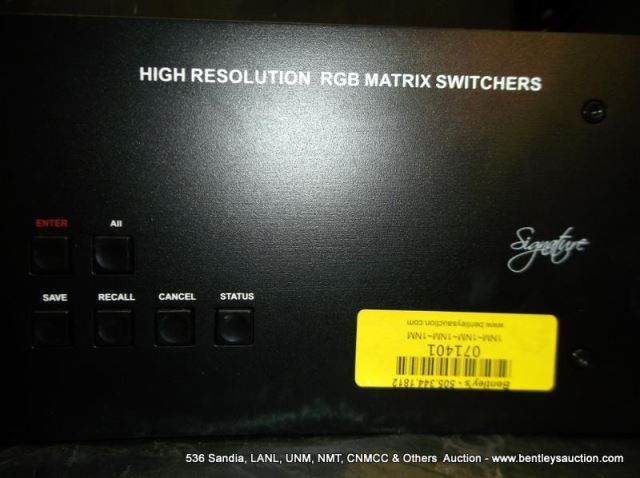 HIGH RESOLUTION RGB MATRIX SWITCHERS
ENTER All
Signature
SAVE RECALL CANCEL STATUS
Bentley's - 505.344.1812
071401
1NM~1NM~1NM~1NM
www.bentleysauction.com
536 Sandia, LANL, UNM, NMT, CNMCC & Others Auction - www.bentleysauction.com